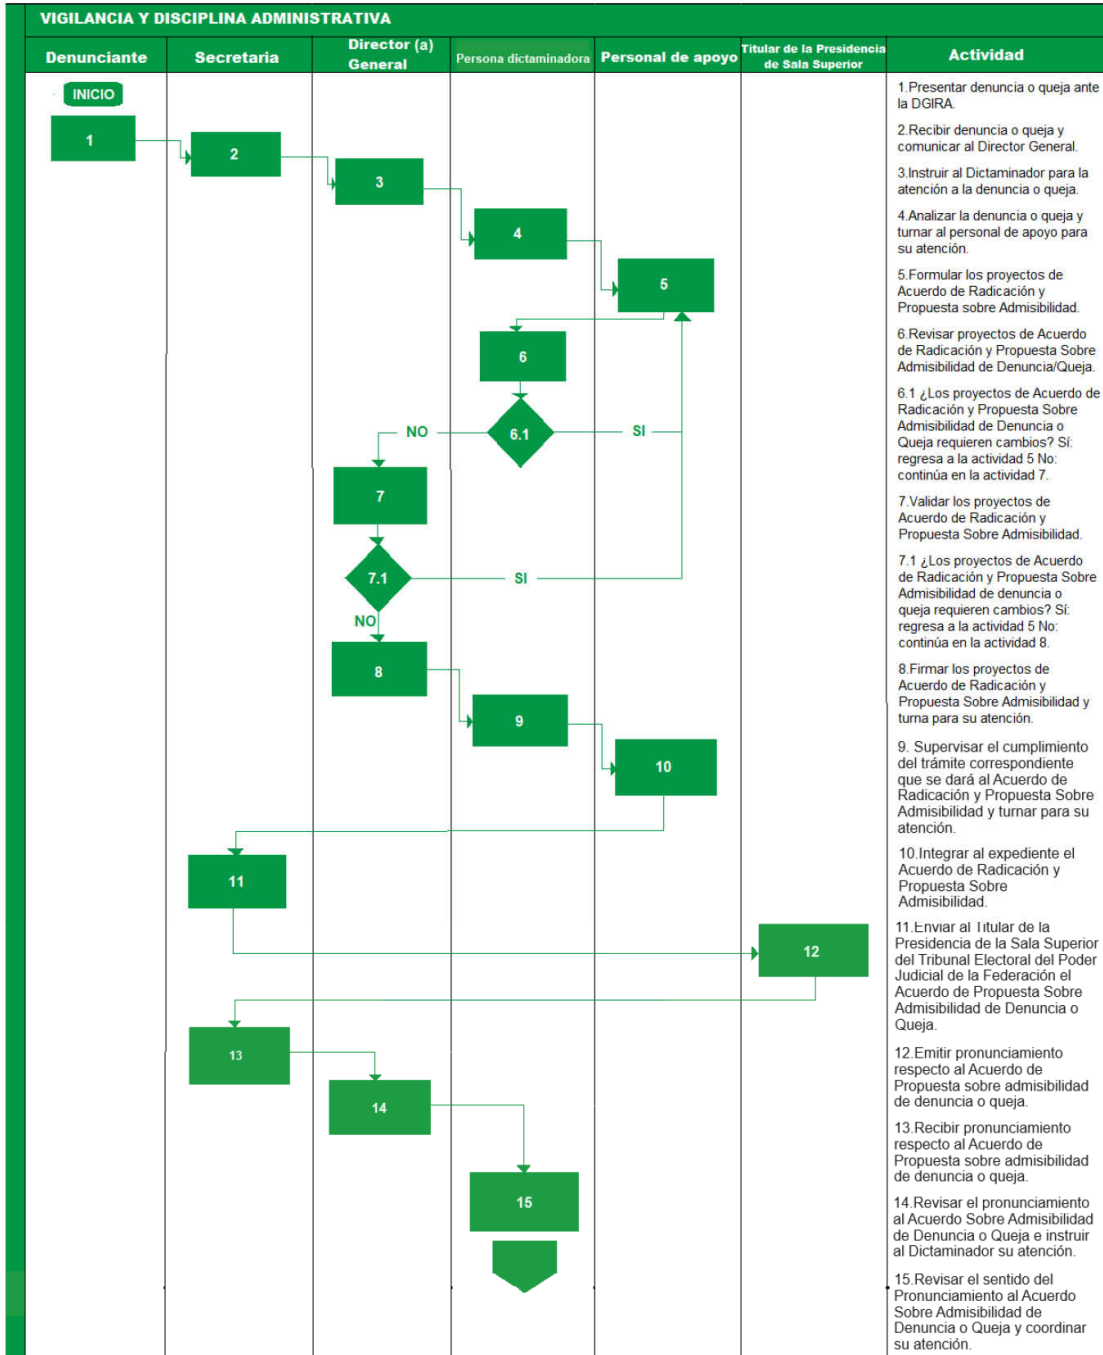 VIGILANCIA Y DISCIPLINA ADMINISTRATIVA
Denunciante
Secretaria
Director (a)
General
Persona dictaminadora
Personal de apoyo
Titular de la Presidencia
de Sala Superior
Actividad
INICIO
1
2
3
4
5
6
6.1
NO
SI
7
7.1
SI
NO
8
9
10
11
12
13
14
15
1.Presentar denuncia o queja ante
la DGIRA.
2.Recibir denuncia o queja y
comunicar al Director General.
3.Instruir al Dictaminador para la
atención a la denuncia o queja.
4.Analizar la denuncia o queja y
turnar al personal de apoyo para
su atención.
5.Formular los proyectos de
Acuerdo de Radicación y
Propuesta sobre Admisibilidad.
6.Revisar proyectos de Acuerdo
de Radicación y Propuesta Sobre
Admisibilidad de Denuncia/Queja.
6.1 ¿Los proyectos de Acuerdo de
Radicación y Propuesta Sobre
Admisibilidad de Denuncia o
Queja requieren cambios? Sí:
regresa a la actividad 5 No:
continúa en la actividad 7.
7.Validar los proyectos de
Acuerdo de Radicación y
Propuesta Sobre Admisibilidad.
7.1 ¿Los proyectos de Acuerdo
de Radicación y Propuesta Sobre
Admisibilidad de denuncia o
queja requieren cambios? Sí:
regresa a la actividad 5 No:
continúa en la actividad 8.
8.Firmar los proyectos de
Acuerdo de Radicación y
Propuesta Sobre Admisibilidad y
turna para su atención.
9. Supervisar el cumplimiento
del trámite correspondiente
que se dará al Acuerdo de
Radicación y Propuesta Sobre
Admisibilidad y turnar para su
atención.
10.Integrar al expediente el
Acuerdo de Radicación y
Propuesta Sobre
Admisibilidad.
11.Enviar al Titular de la
Presidencia de la Sala Superior
del Tribunal Electoral del Poder
Judicial de la Federación el
Acuerdo de Propuesta Sobre
Admisibilidad de Denuncia o
Queja.
12.Emitir pronunciamiento
respecto al Acuerdo de
Propuesta sobre admisibilidad
de denuncia o queja.
13.Recibir pronunciamiento
respecto al Acuerdo de
Propuesta sobre admisibilidad
de denuncia o queja.
14.Revisar el pronunciamiento
al Acuerdo Sobre Admisibilidad
de Denuncia o Queja e instruir
al Dictaminador su atención.
15.Revisar el sentido del
Pronunciamiento al Acuerdo
Sobre Admisibilidad de
Denuncia o Queja y coordinar
su atención.